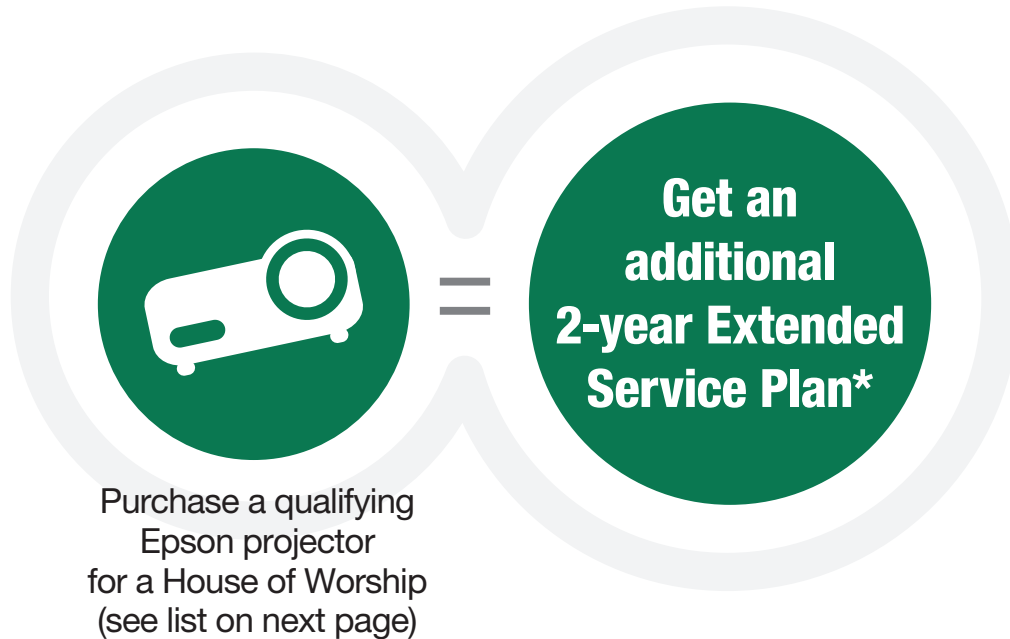 Purchase a qualifying
Epson projector
for a House of Worship
(see list on next page)
=
Get an
additional
2-year Extended
Service Plan*